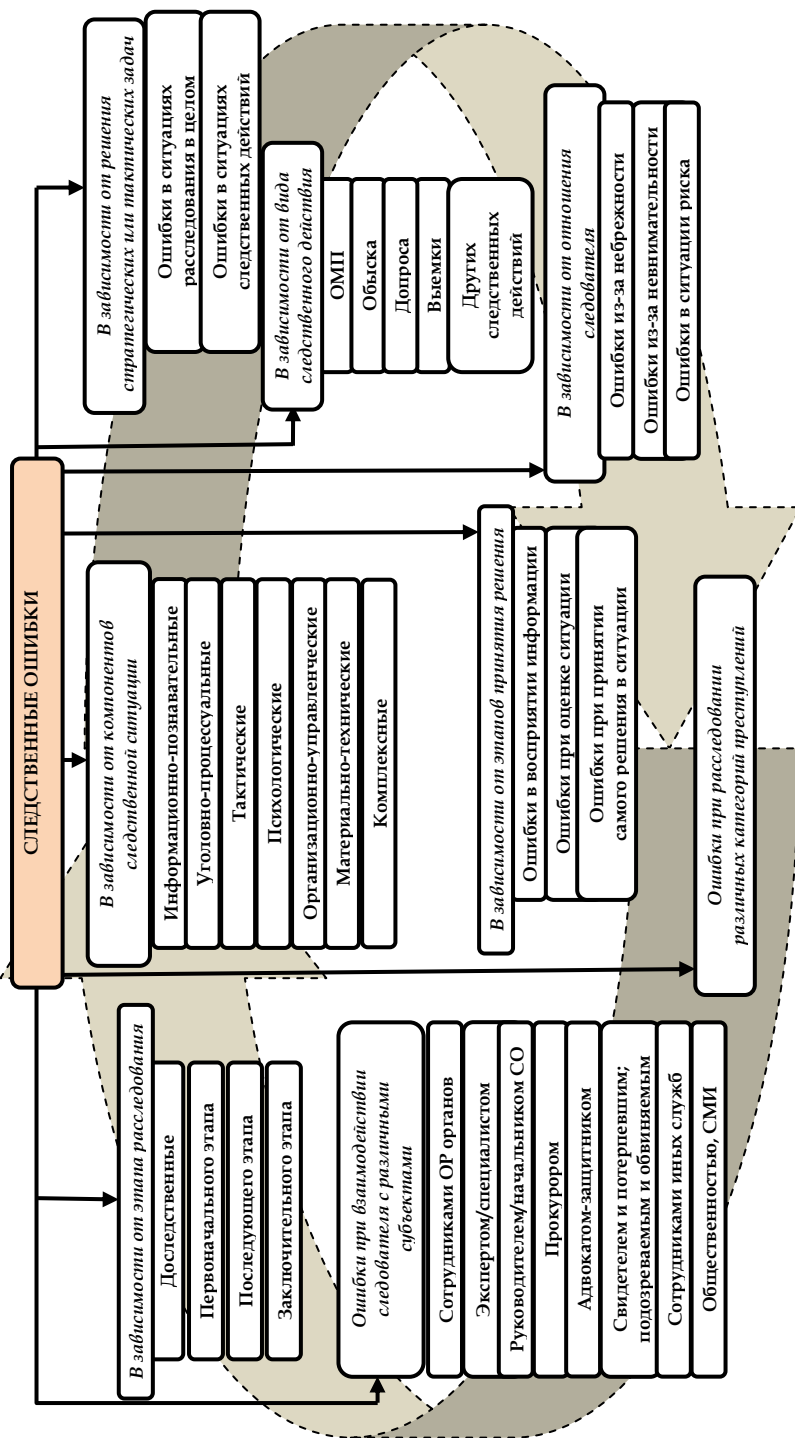 СЛЕДСТВЕННЫЕ ОШИБКИ
В зависимости от этапа расследования
Доследственные
Первоначального этапа
Последующего этапа
Заключительного этапа
Ошибки при взаимодействии
следователя с различными
субъектами
Сотрудниками ОР органов
Экспертом/специалистом
Руководителем/начальником СО
Прокурором
Адвокатом-защитником
Свидетелем и потерпевшим;
подозреваемым и обвиняемым
Сотрудниками иных служб
Общественностью, СМИ
В зависимости от компонентов
следственной ситуации
Информационно-познавательные
Уголовно-процессуальные
Тактические
Психологические
Организационно-управленческие
Материально-технические
Комплексные
В зависимости от этапов принятия решения
Ошибки в восприятии информации
Ошибки при оценке ситуации
Ошибки при принятии
самого решения в ситуации
Ошибки при расследовании
различных категорий преступлений
В зависимости от решения
стратегических или тактических задач
Ошибки в ситуациях
расследования в целом
Ошибки в ситуациях
следственных действий
В зависимости от вида
следственного действия
ОМП
Обыска
Допроса
Выемки
Других
следственных
действий
В зависимости от отношения
следователя
Ошибки из-за небрежности
Ошибки из-за невнимательности
Ошибки в ситуации риска